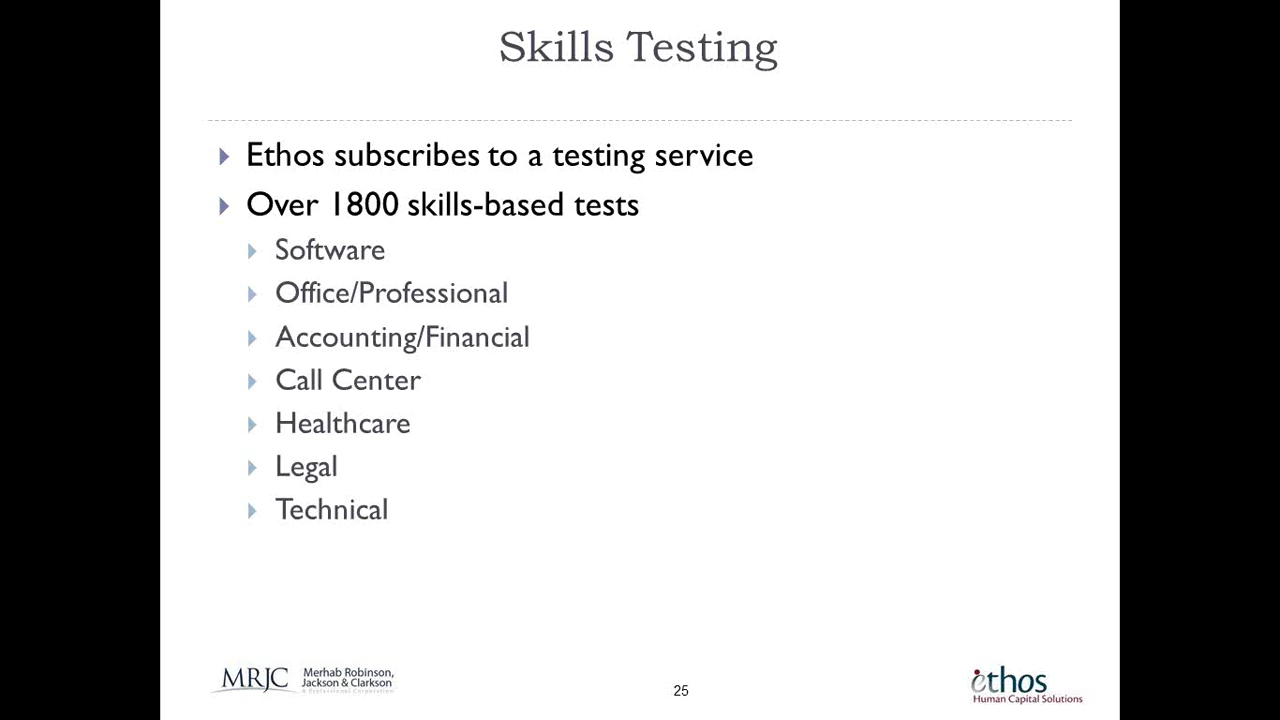 Skills Testing
Ethos subscribes to a testing service
Over 1800 skills-based tests
Software
Office/Professional
Accounting/Financial
Call Center
Healthcare
Legal
Technical
MRJC Merhab Robinson,
Jackson & Clarkson
A Professional Corporation
25
ethos
Human Capital Solutions